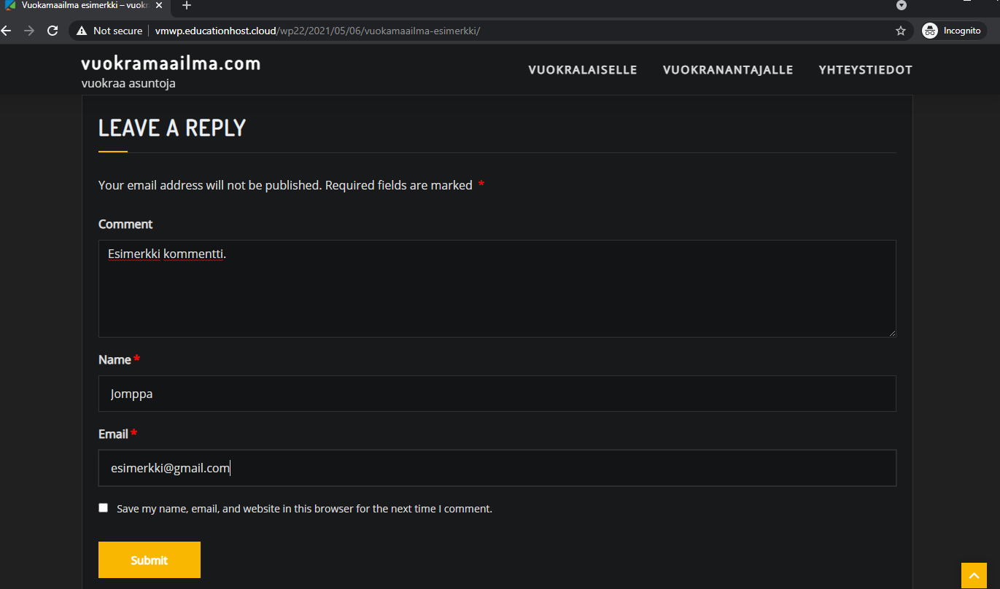 Vuokamaailma esimerkki – vuokr
Not secure vmwp.educationhost.cloud/wp22/2021/05/06/vuokamaailma-esimerkki/ Incognito
vuokramaailma.com
vuokraa asuntoja
VUOKRALAISELLE VUOKRANANTAJALLE YHTEYSTIEDOT
LEAVE A REPLY
Your email address will not be published. Required fields are marked *
Comment
Esimerkki kommentti.
Name *
Jomppa
Email *
esimerkki@gmail.com
Save my name, email, and website in this browser for the next time I comment.
Submit